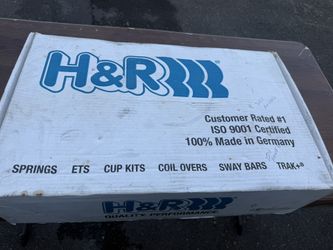 H&R
Customer Rated #1
ISO 9001 Certified
100% Made in Germany
SPRINGS ETS CUP KITS COIL OVERS SWAY BARS TRAK+®
H&R
QUALITY PERFORMANCE